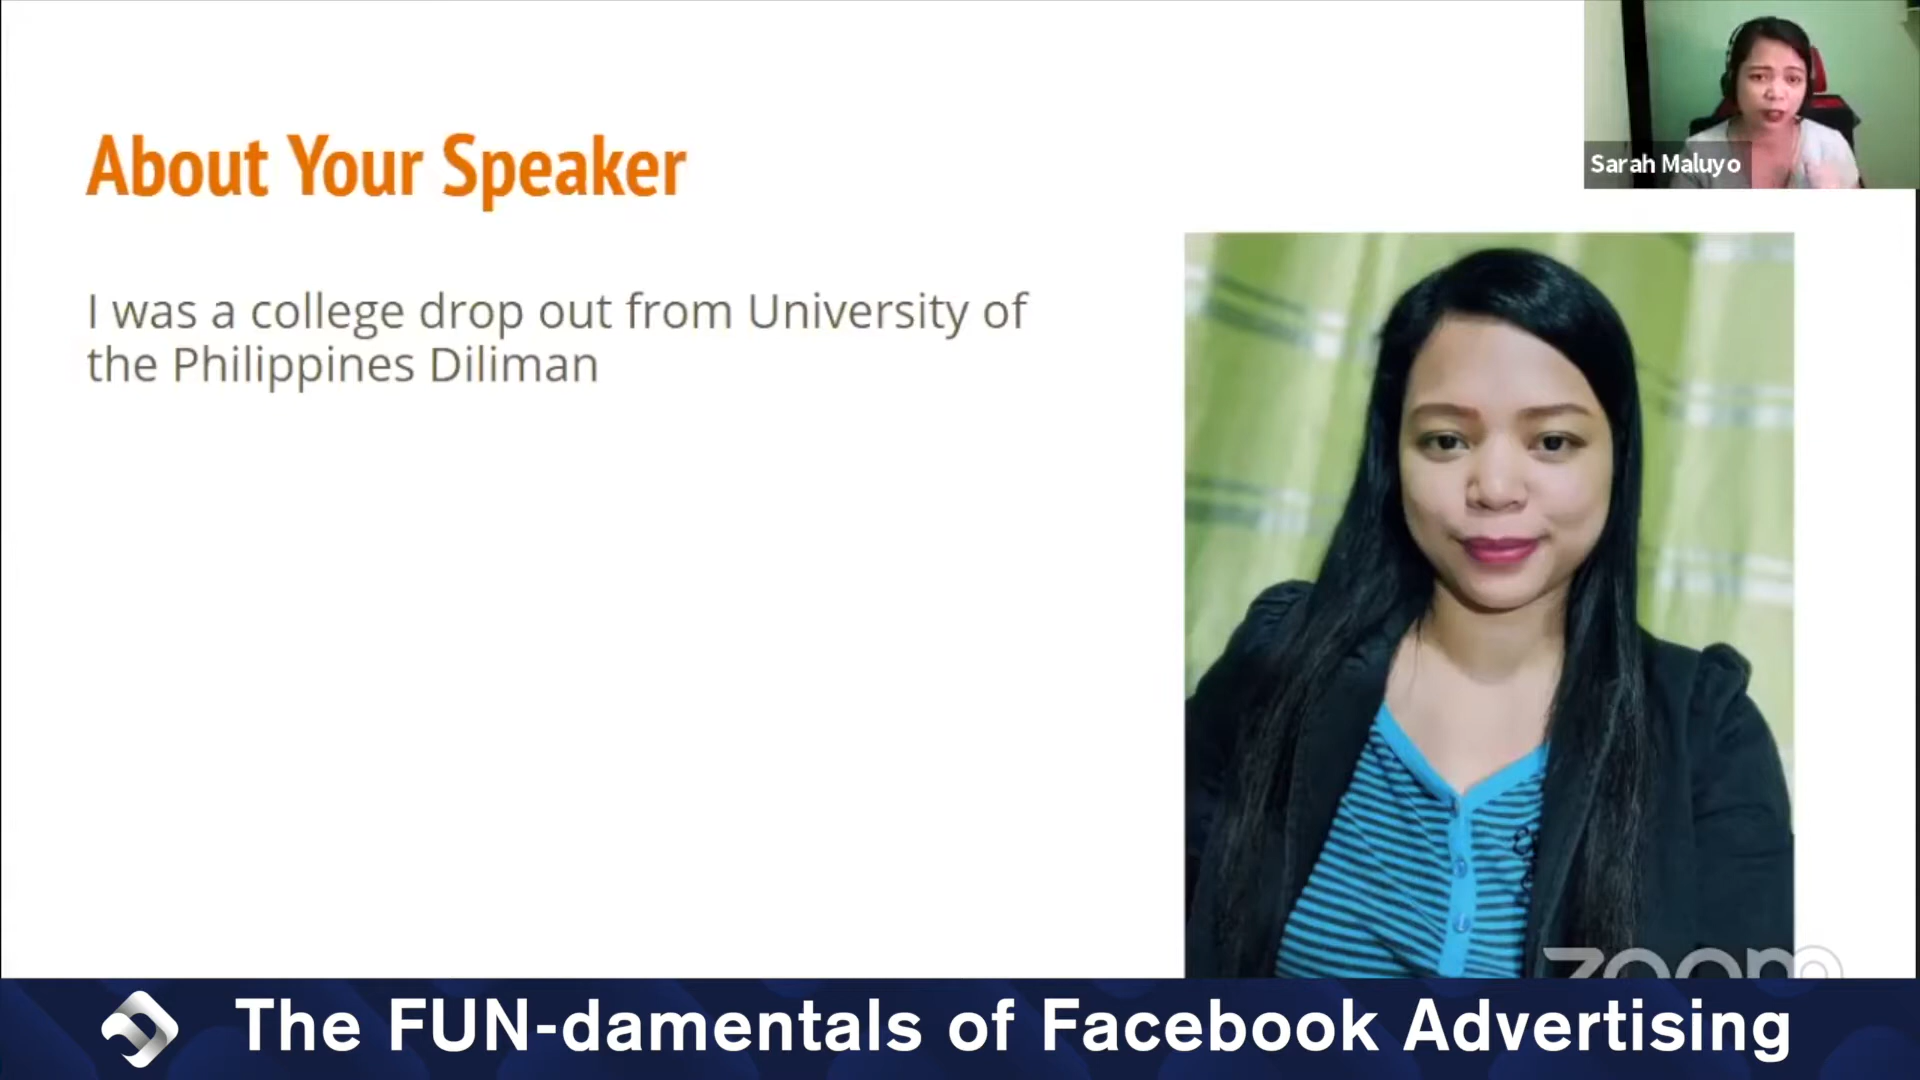 About Your Speaker
Sarah Maluyo
I was a college drop out from University of
the Philippines Diliman
zoom
The FUN-damentals of Facebook Advertising